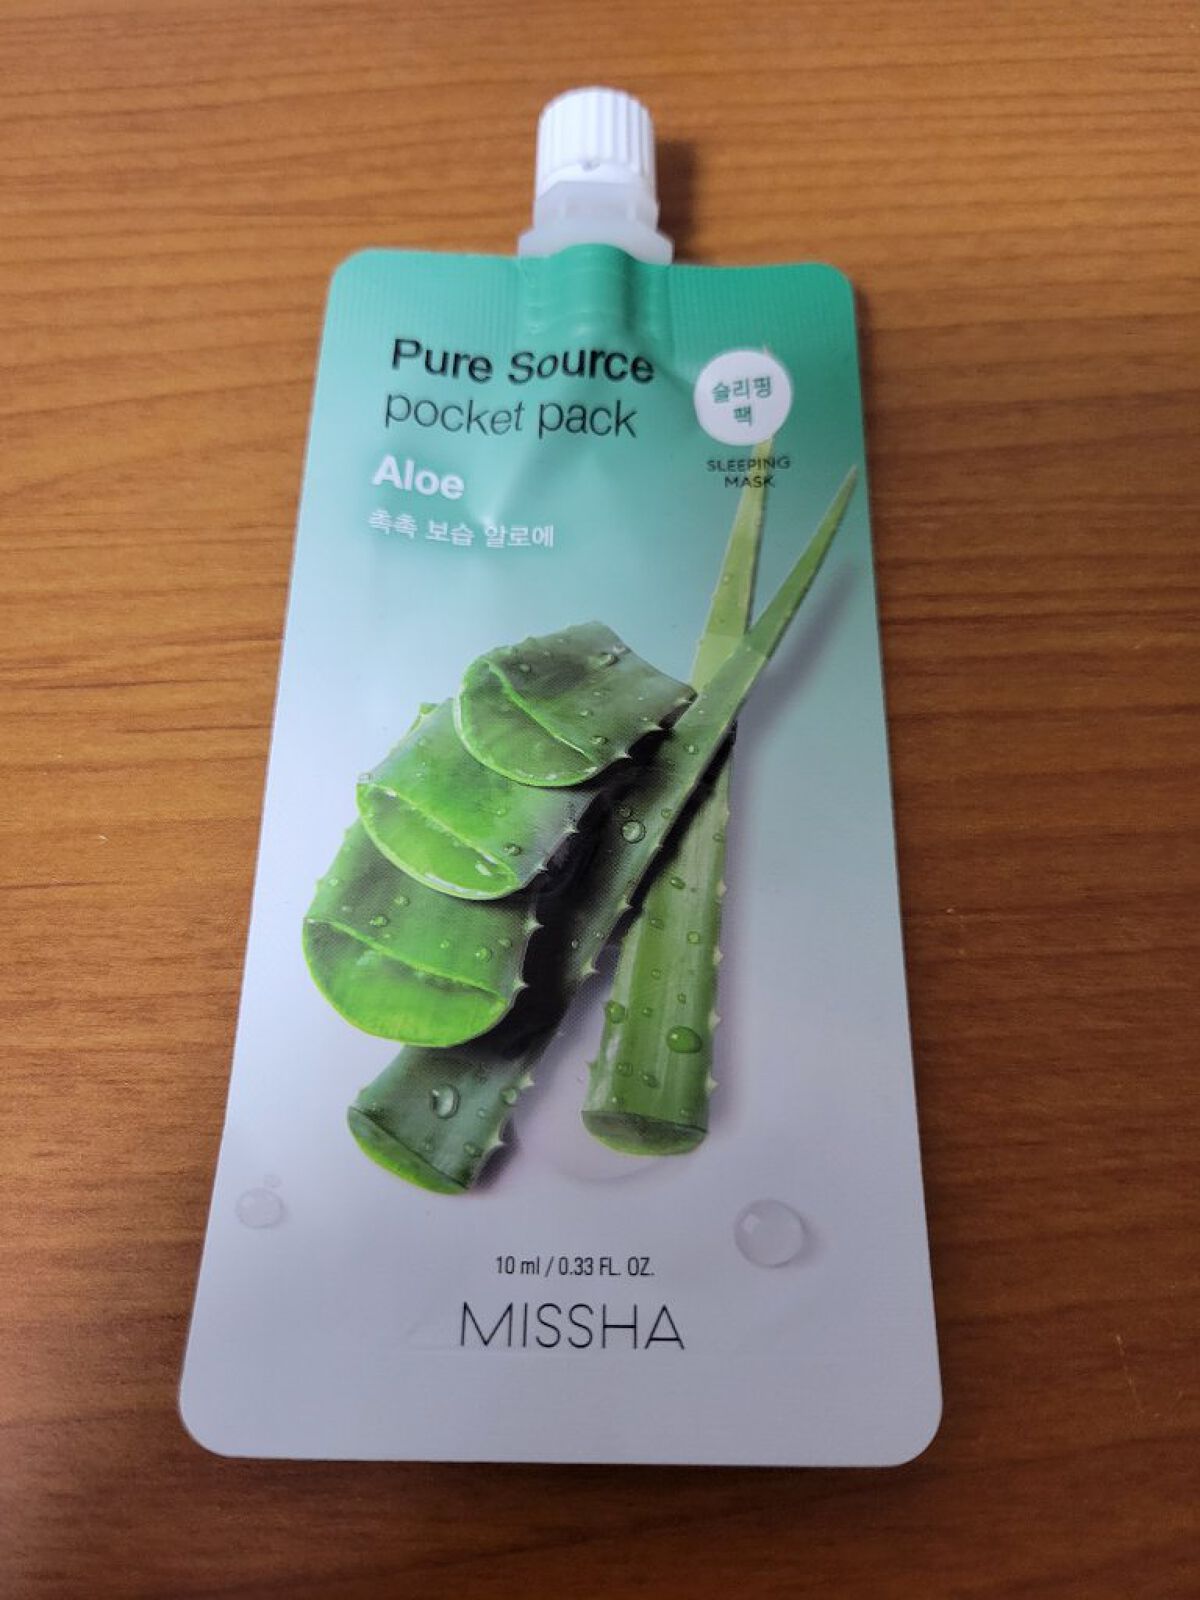 Pure Source
pocket pack
Aloe
촉촉 보습 알로에
슬리핑
팩
SLEEPING
MASK
10 ml / 0.33 FL. OZ.
MISSHA